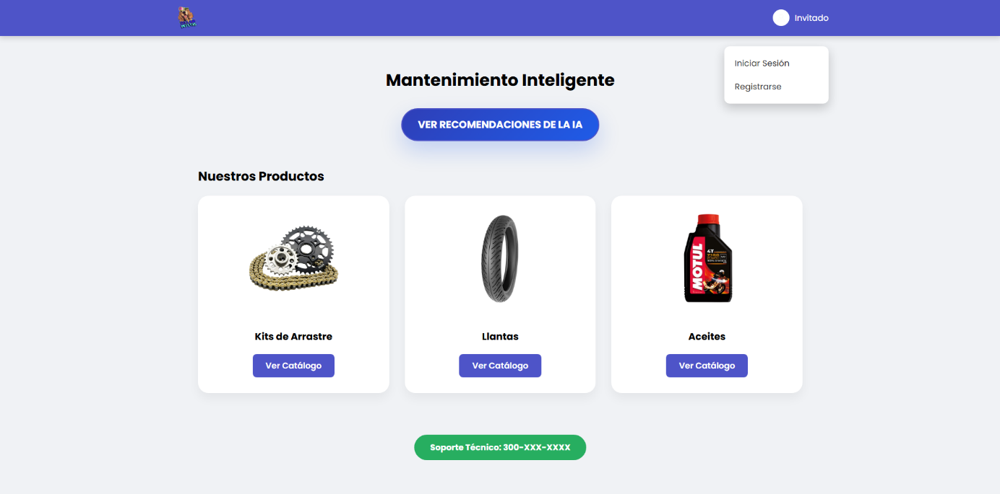 Invitado
Iniciar Sesión
Registrarse
Mantenimiento Inteligente
VER RECOMENDACIONES DE LA IA
Nuestros Productos
MOTUL
4T
7100
Kits de Arrastre
Llantas
Aceites
Ver Catálogo
Ver Catálogo
Ver Catálogo
Soporte Técnico: 300-XXX-XXXX